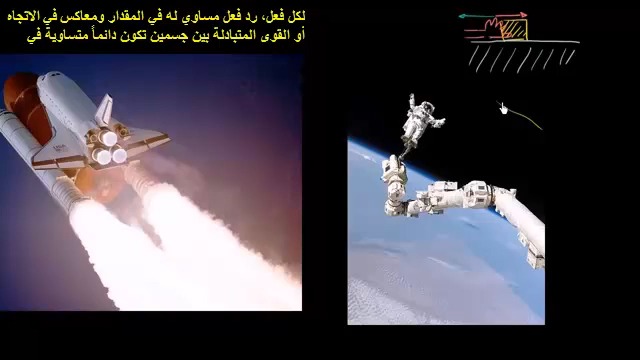 لكل فعل، رد فعل مساوي له في المقدار ومعاكس في الاتجاه
أو القوى المتبادلة بين جسمين تكون دائماً متساوية في